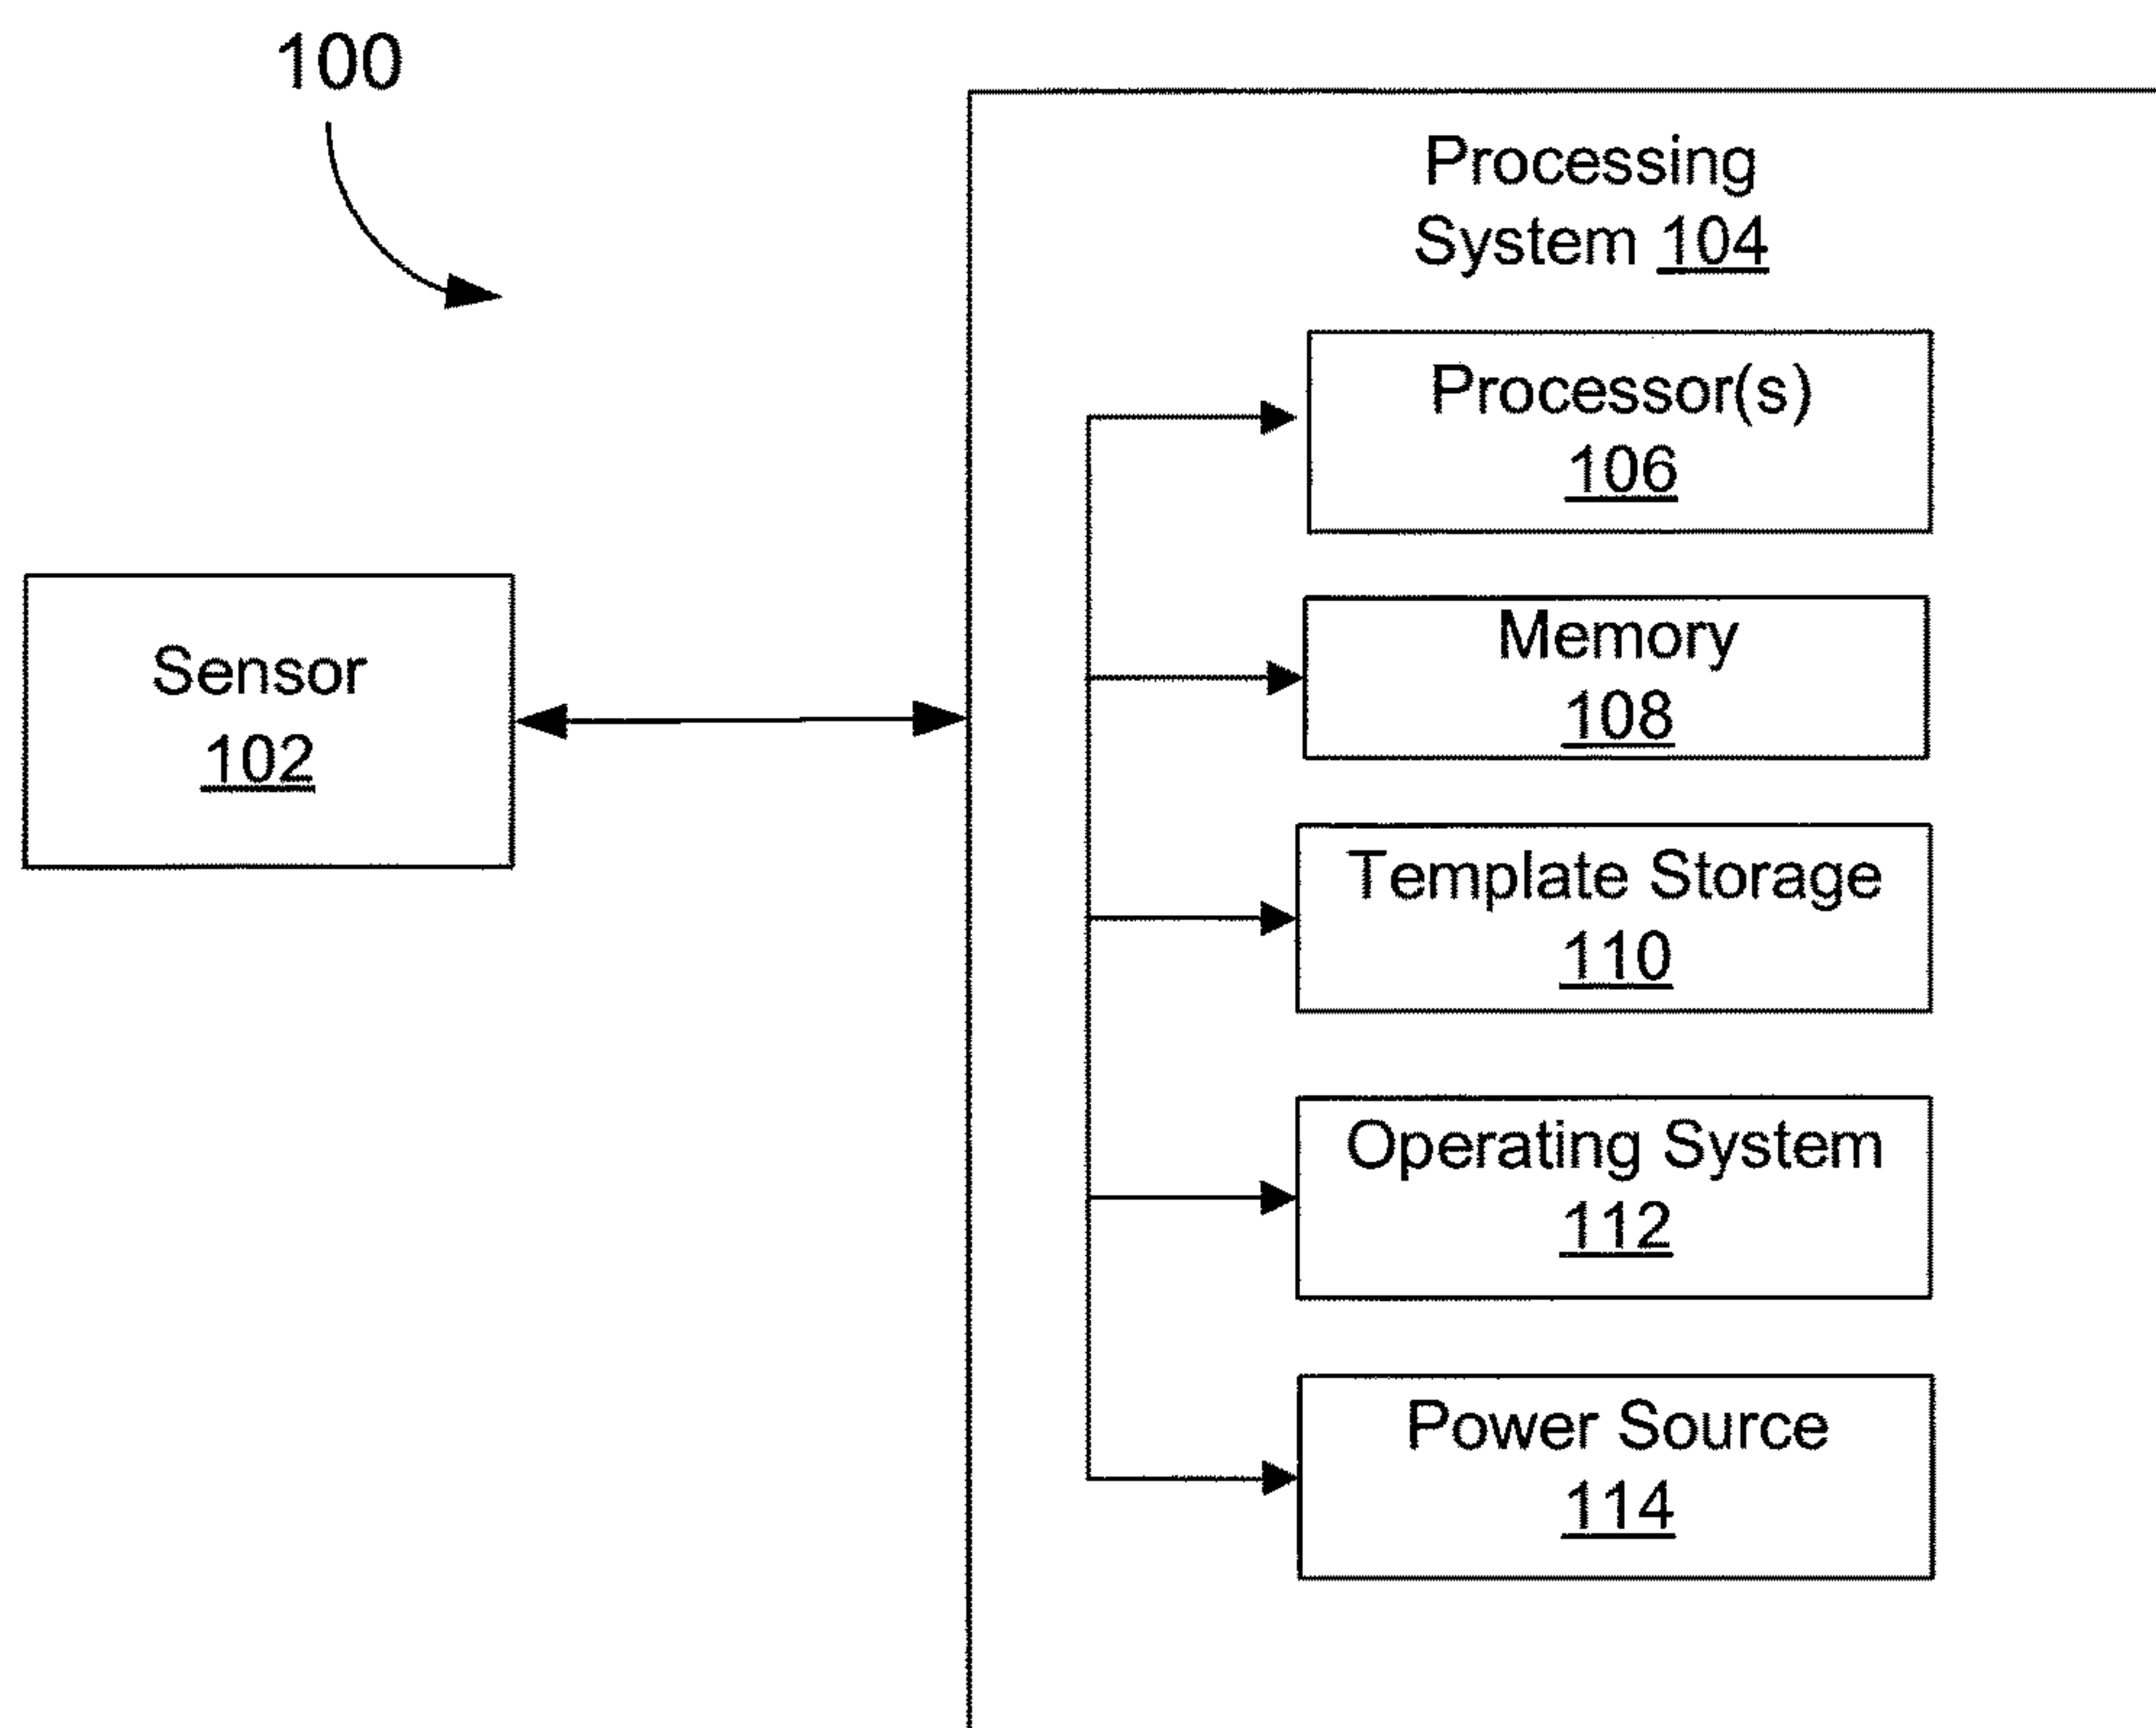 100
Processing
System 104
Processor(s)
106
Sensor
102
Memory
108
Template Storage
110
Operating System
112
Power Source
114